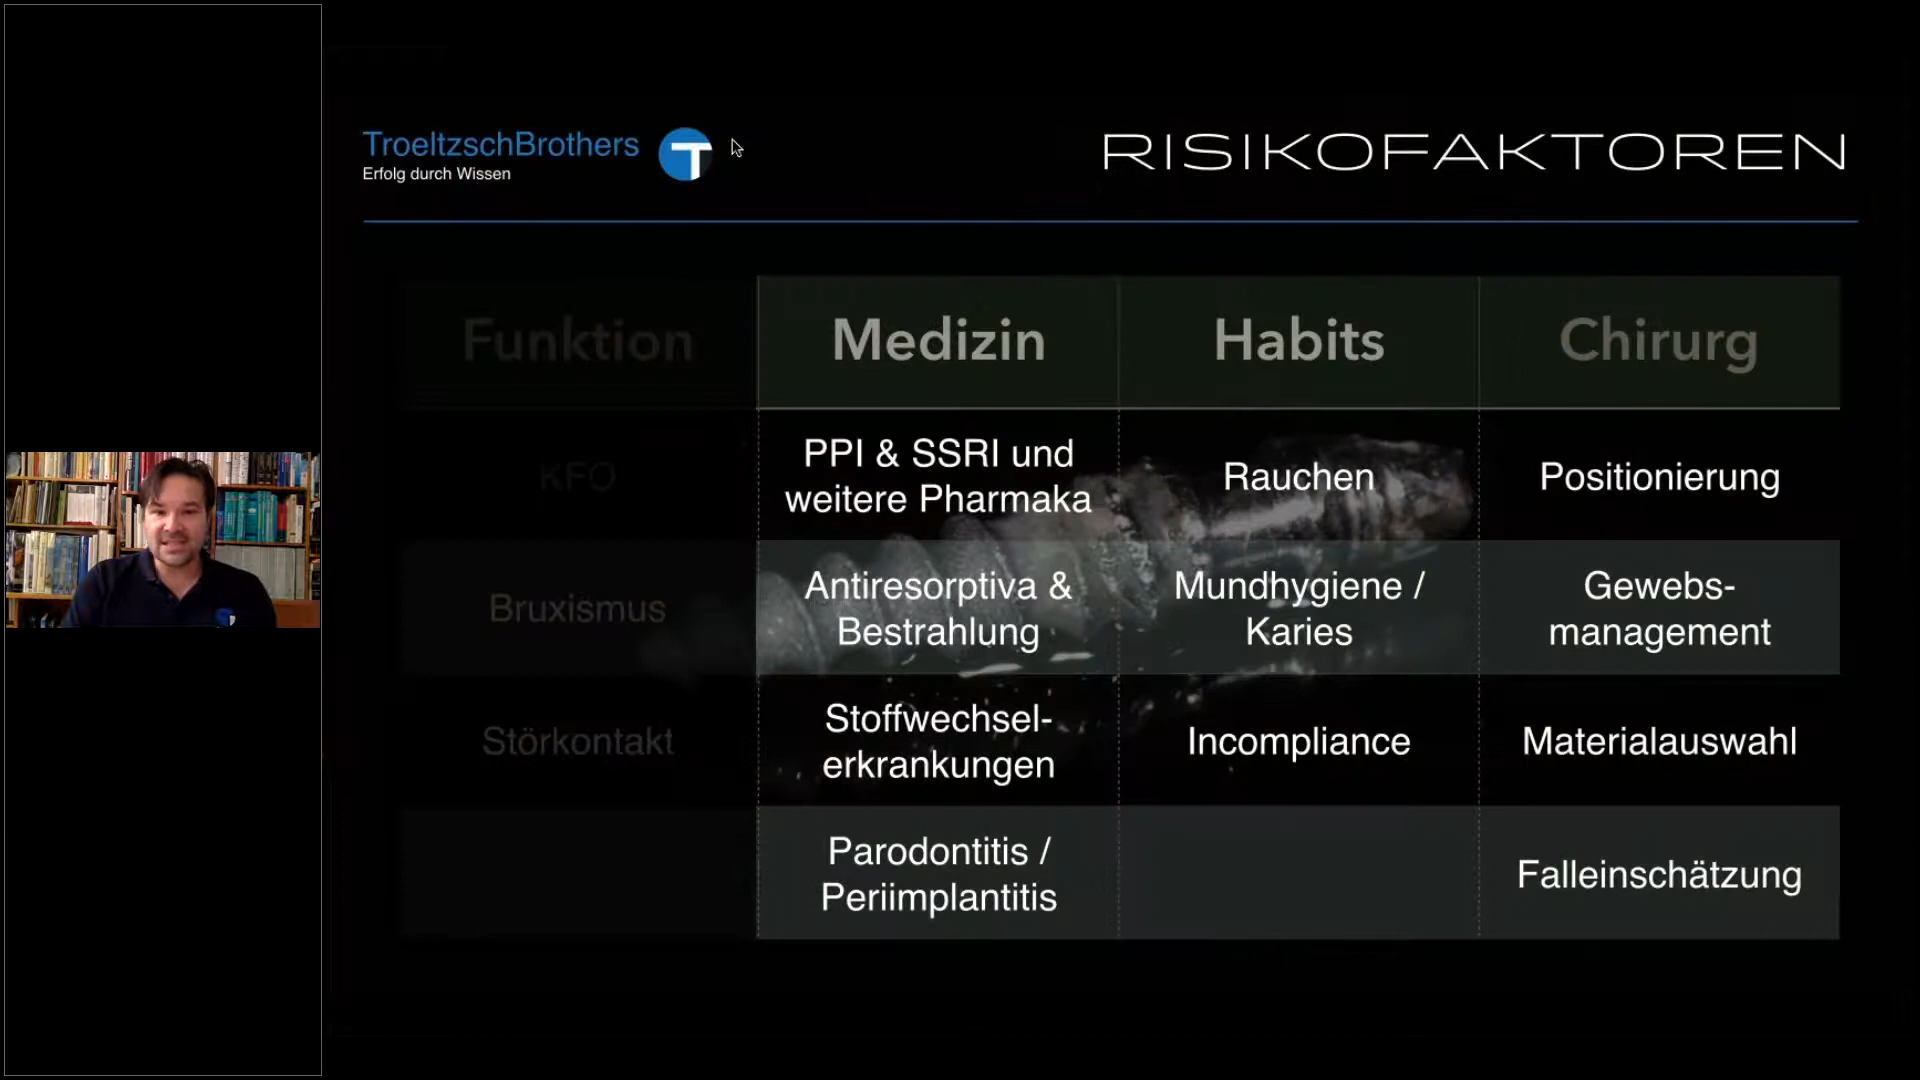 TroeltzschBrothers
Erfolg durch Wissen
T
RISIKOFAKTOREN
Funktion
Medizin
Habits
Chirurg
KFO
PPI & SSRI und
weitere Pharmaka
Rauchen
Positionierung
Bruxismus
Antiresorptiva &
Bestrahlung
Mundhygiene /
Karies
Gewebs-
management
Störkontakt
Stoffwechsel-
erkrankungen
Incompliance
Materialauswahl
Parodontitis /
Periimplantitis
Falleinschätzung